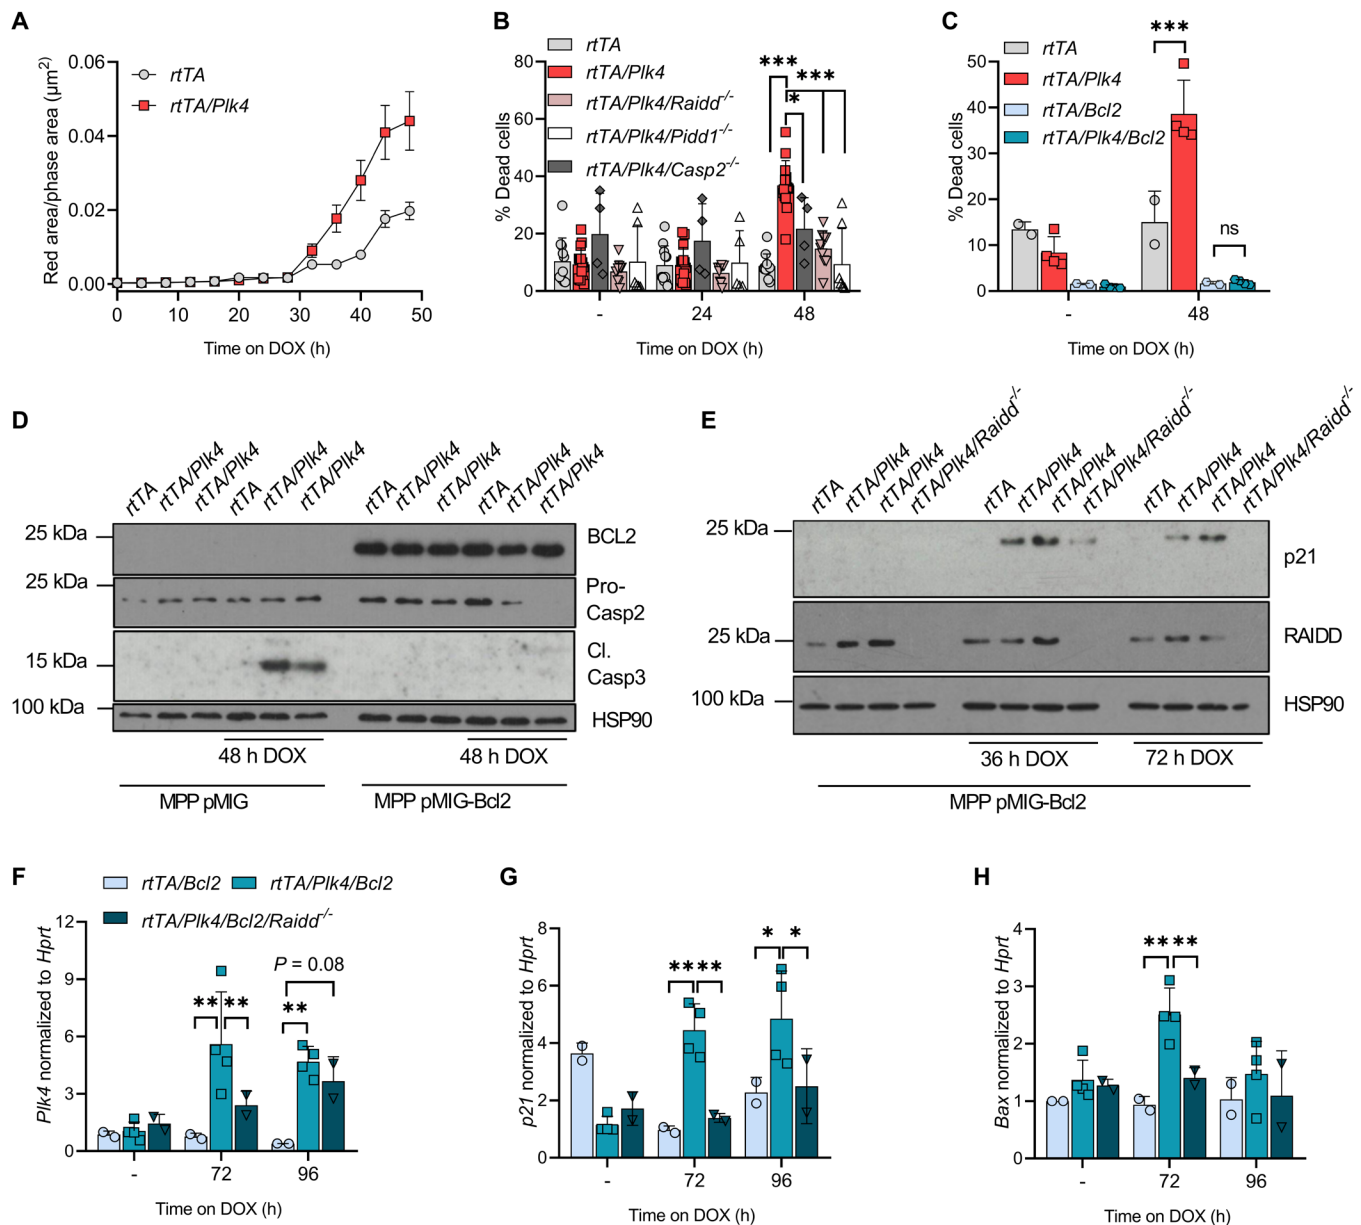 A
Red area/phase area (µm²)
0.06
0.04
0.02
0.00
0 10 20 30 40 50
Time on DOX (h)
rtTA
rtTA/Plk4
B
% Dead cells
80
60
40
20
0
- 24 48
Time on DOX (h)
rtTA
rtTA/Plk4
rtTA/Plk4/Raidd-/-
rtTA/Plk4/Pidd1-/-
rtTA/Plk4/Casp2-/-
***
***
*
C
% Dead cells
50
40
30
20
10
0
- 48
Time on DOX (h)
rtTA
rtTA/Plk4
rtTA/Bcl2
rtTA/Plk4/Bcl2
***
ns
D
rtTA rtTA/Plk4 rtTA/Plk4 rtTA rtTA/Plk4 rtTA/Plk4 rtTA rtTA/Plk4 rtTA/Plk4 rtTA rtTA/Plk4 rtTA/Plk4
25 kDa
BCL2
25 kDa
Pro-
Casp2
15 kDa
Cl.
Casp3
100 kDa
HSP90
48 h DOX 48 h DOX
MPP pMIG MPP pMIG-Bcl2
E
rtTA rtTA/Plk4 rtTA/Plk4 rtTA/Plk4/Raidd-/- rtTA rtTA/Plk4 rtTA/Plk4 rtTA/Plk4/Raidd-/- rtTA rtTA/Plk4 rtTA/Plk4 rtTA/Plk4/Raidd-/-
25 kDa
p21
25 kDa
RAIDD
100 kDa
HSP90
36 h DOX 72 h DOX
MPP pMIG-Bcl2
F
rtTA/Bcl2 rtTA/Plk4/Bcl2
rtTA/Plk4/Bcl2/Raidd-/-
Plk4 normalized to Hprt
12
9
6
3
0
** **
**
P = 0.08
- 72 96
Time on DOX (h)
G
p21 normalized to Hprt
8
6
4
2
0
** **
* *
- 72 96
Time on DOX (h)
H
Bax normalized to Hprt
4
3
2
1
0
** **
- 72 96
Time on DOX (h)